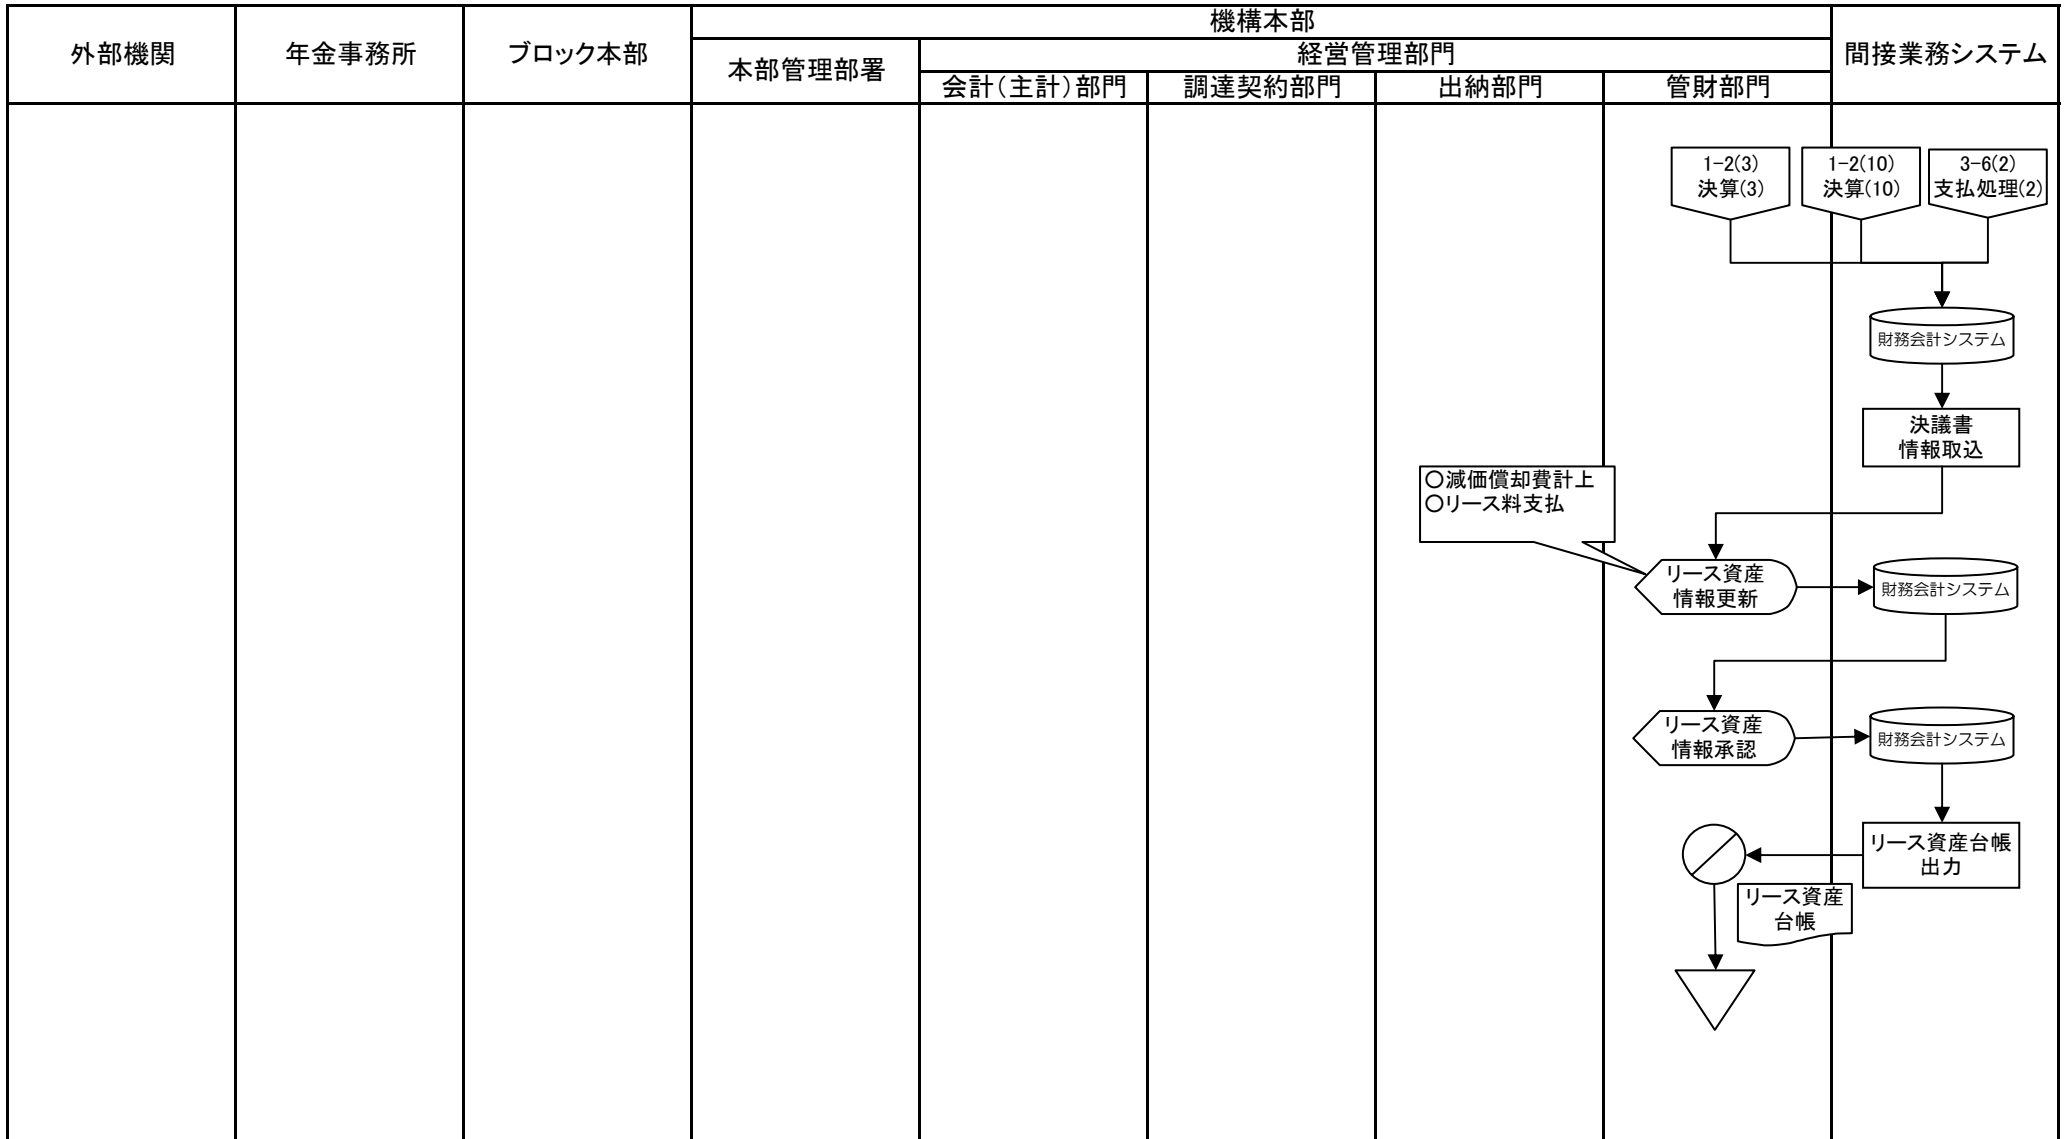 外部機関
年金事務所
ブロック本部
機構本部
本部管理部署
経営管理部門
会計(主計)部門
調達契約部門
出納部門
管財部門
間接業務システム
1-2(3)
決算(3)
1-2(10)
決算(10)
3-6(2)
支払処理(2)
財務会計システム
決議書
情報取込
〇減価償却費計上
〇リース料支払
リース資産
情報更新
財務会計システム
リース資産
情報承認
財務会計システム
リース資産台帳
出力
リース資産
台帳